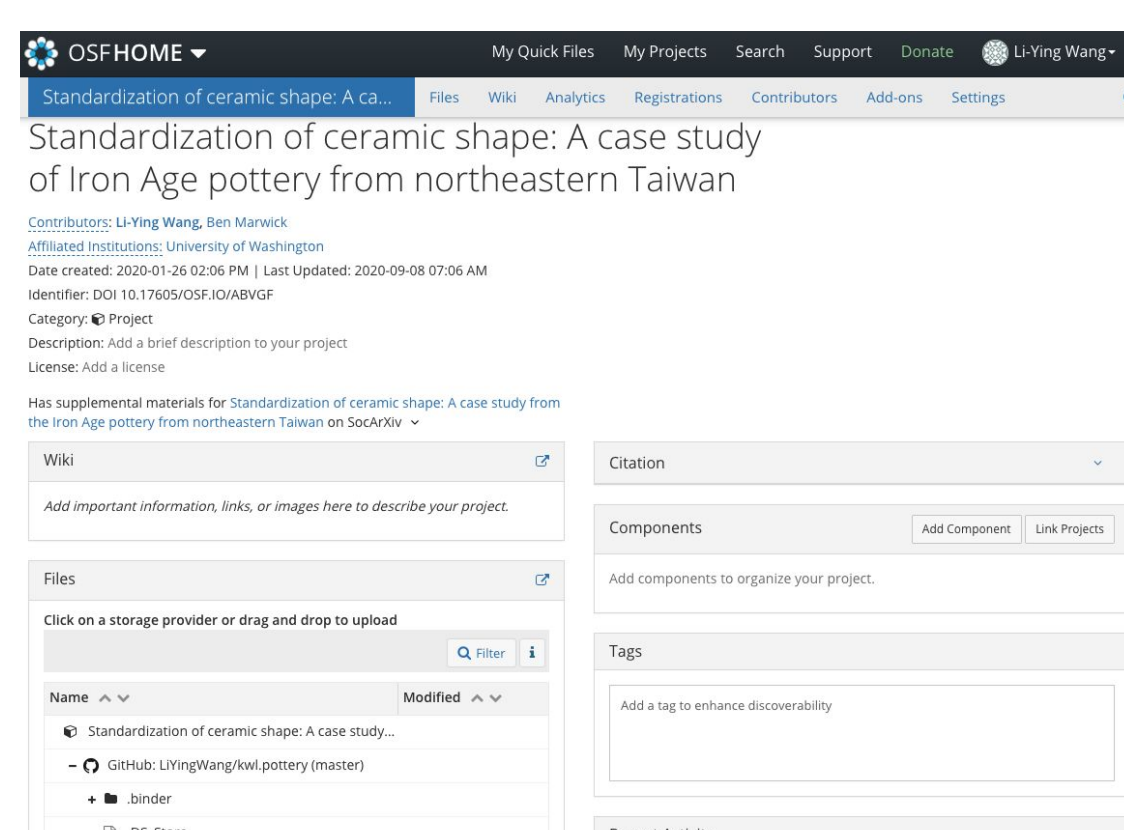 OSFHOME
My Quick Files My Projects Search Support Donate Li-Ying Wang
Standardization of ceramic shape: A ca... Files Wiki Analytics Registrations Contributors Add-ons Settings
Standardization of ceramic shape: A case study
of Iron Age pottery from northeastern Taiwan
Contributors: Li-Ying Wang, Ben Marwick
Affiliated Institutions: University of Washington
Date created: 2020-01-26 02:06 PM | Last Updated: 2020-09-08 07:06 AM
Identifier: DOI 10.17605/OSF.IO/ABVGF
Category: Project
Description: Add a brief description to your project
License: Add a license
Has supplemental materials for Standardization of ceramic shape: A case study from
the Iron Age pottery from northeastern Taiwan on SocArXiv
Wiki
Add important information, links, or images here to describe your project.
Files
Click on a storage provider or drag and drop to upload
Filter i
Name Modified
Standardization of ceramic shape: A case study...
GitHub: LiYingWang/kwl.pottery (master)
.binder
Citation
Components Add Component Link Projects
Add components to organize your project.
Tags
Add a tag to enhance discoverability